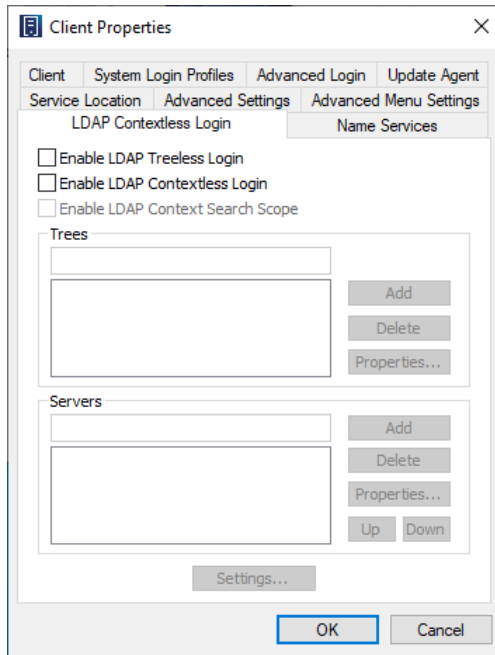 Client Properties
Client System Login Profiles Advanced Login Update Agent
Service Location Advanced Settings Advanced Menu Settings
LDAP Contextless Login Name Services
Enable LDAP Treeless Login
Enable LDAP Contextless Login
Enable LDAP Context Search Scope
Trees
Add
Delete
Properties...
Servers
Add
Delete
Properties...
Up Down
Settings...
OK Cancel